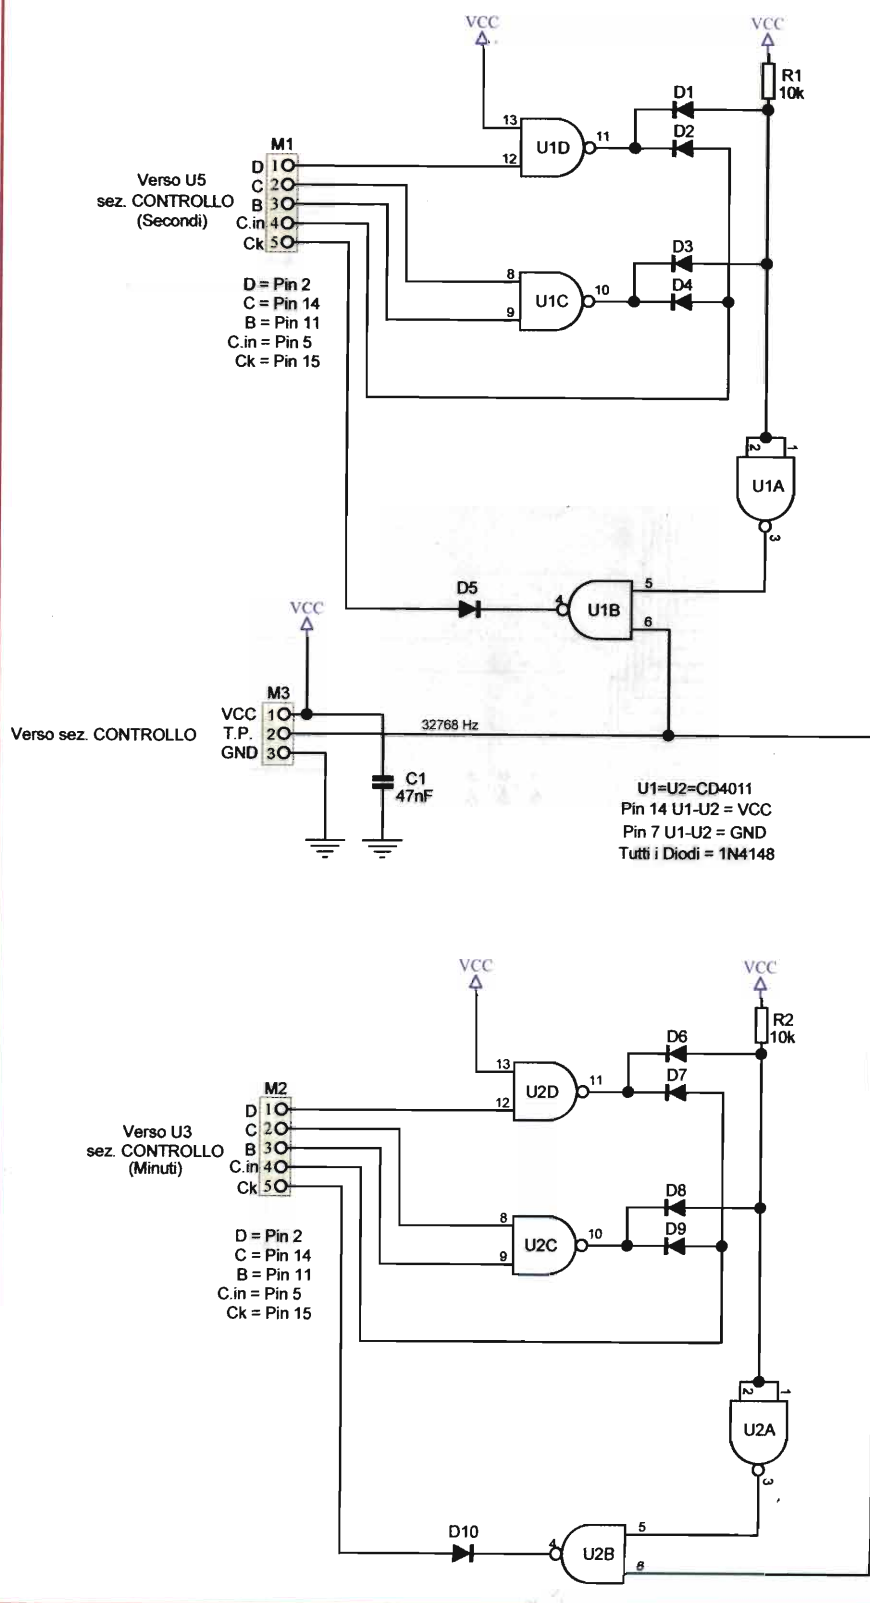 VCC
VCC
R1
10k
D1
D2
13
12
11
U1D
M1
D 1
C 2
B 3
C.in 4
Ck 5
Verso U5
sez. CONTROLLO
(Secondi)
D3
D4
8
9
10
U1C
D = Pin 2
C = Pin 14
B = Pin 11
C.in = Pin 5
Ck = Pin 15
2
1
U1A
3
D5
4
U1B
5
6
VCC
M3
VCC 1
T.P. 2
GND 3
Verso sez. CONTROLLO
32768 Hz
C1
47nF
U1=U2=CD4011
Pin 14 U1-U2 = VCC
Pin 7 U1-U2 = GND
Tutti i Diodi = 1N4148
VCC
VCC
R2
10k
D6
D7
13
12
11
U2D
M2
D 1
C 2
B 3
C.in 4
Ck 5
Verso U3
sez. CONTROLLO
(Minuti)
D8
D9
8
9
10
U2C
D = Pin 2
C = Pin 14
B = Pin 11
C.in = Pin 5
Ck = Pin 15
2
1
U2A
3
D10
4
U2B
5
6